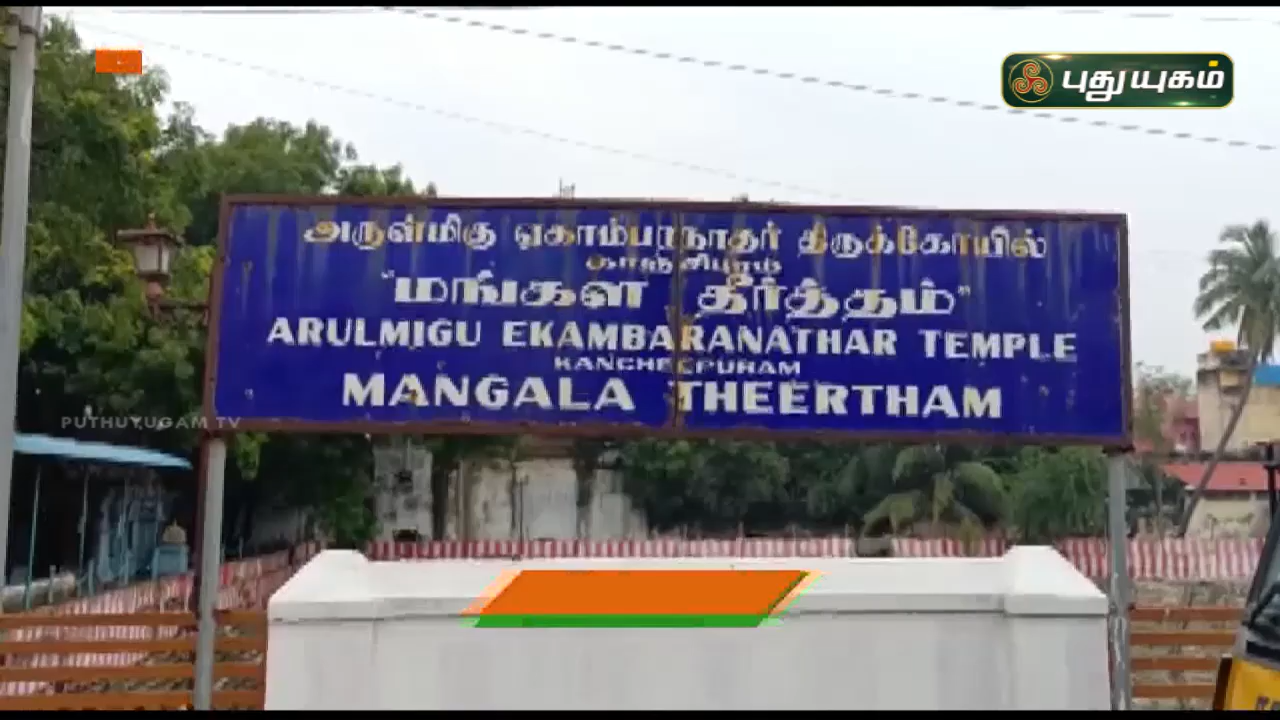 புதுயுகம்
அருள்மிகு ஏகாம்பரநாதர் திருக்கோயில்
காஞ்சிபுரம்
"மங்கள தீர்த்தம்"
ARULMIGU EKAMBARANATHAR TEMPLE
KANCHEEPURAM
MANGALA THEERTHAM
PUTHUYUGAM TV